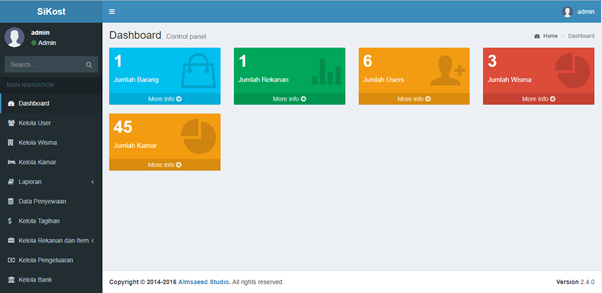 SiKost
admin
admin
Admin
Search...
MAIN NAVIGATION
Dashboard
Kelola User
Kelola Wisma
Kelola Kamar
Laporan
Data Penyewaan
Kelola Tagihan
Kelola Rekanan dan Item
Kelola Pengeluaran
Kelola Bank
Dashboard Control panel
Home > Dashboard
1
Jumlah Barang
More info
1
Jumlah Rekanan
More info
6
Jumlah Users
More info
3
Jumlah Wisma
More info
45
Jumlah Kamar
More info
Copyright © 2014-2016 Almsaeed Studio. All rights reserved.
Version 2.4.0